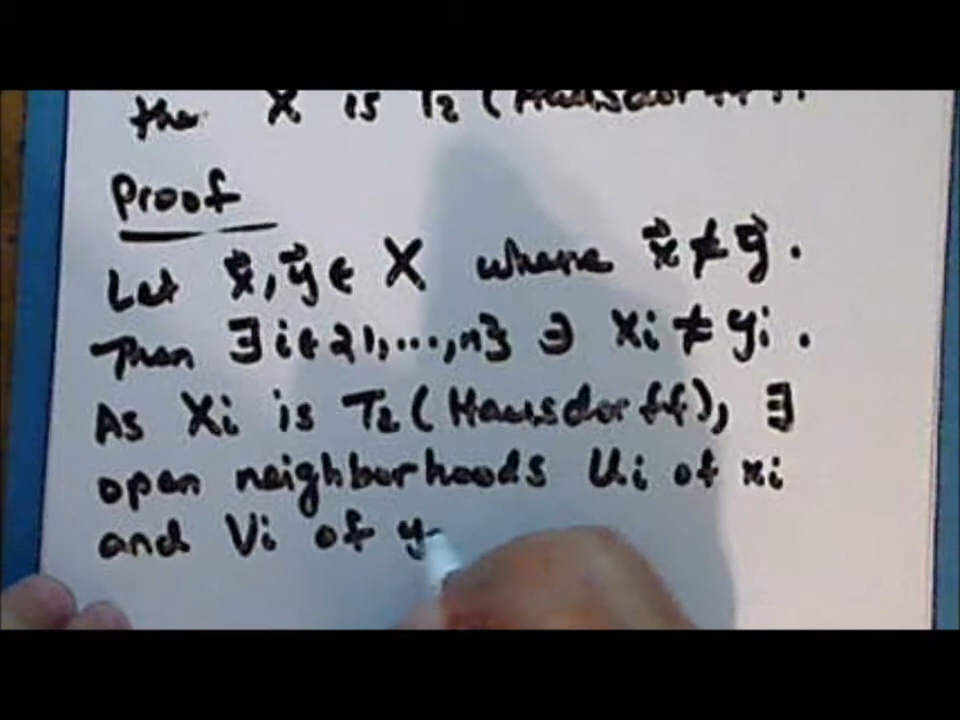 the X is T₂ (Hausdorff).
Proof
Let x⃗, y⃗ ∈ X where x⃗ ≠ y⃗.
Then ∃ i ∈ {1,...,n} ∋ Xi ≠ yi.
As Xi is T₂ (Hausdorff), ∃
open neighborhoods Ui of xi
and Vi of y